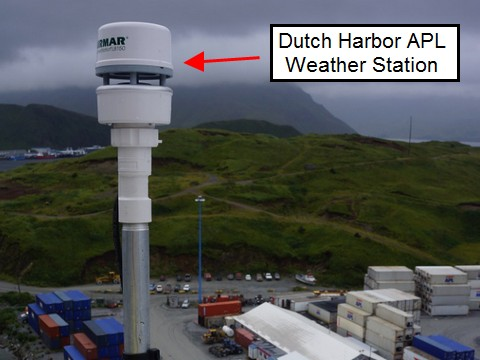 Dutch Harbor APL
Weather Station